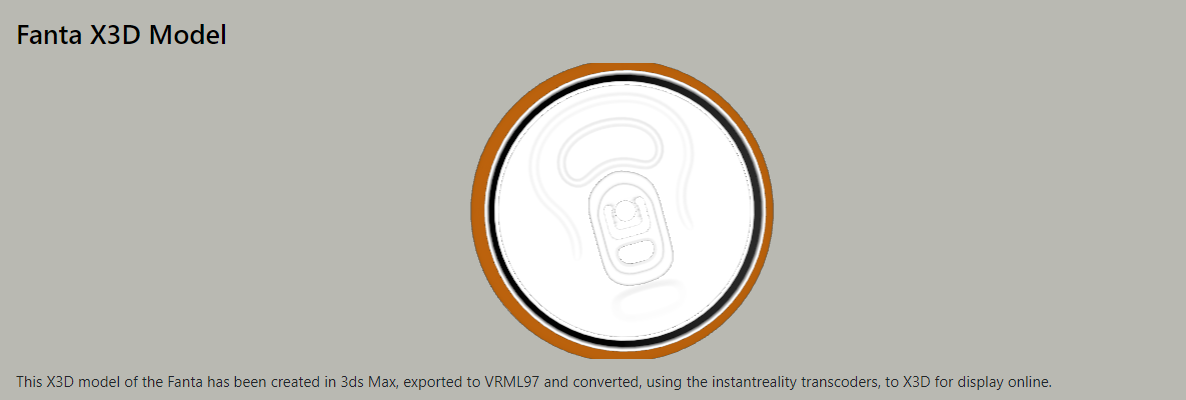 Fanta X3D Model
This X3D model of the Fanta has been created in 3ds Max, exported to VRML97 and converted, using the instantreality transcoders, to X3D for display online.